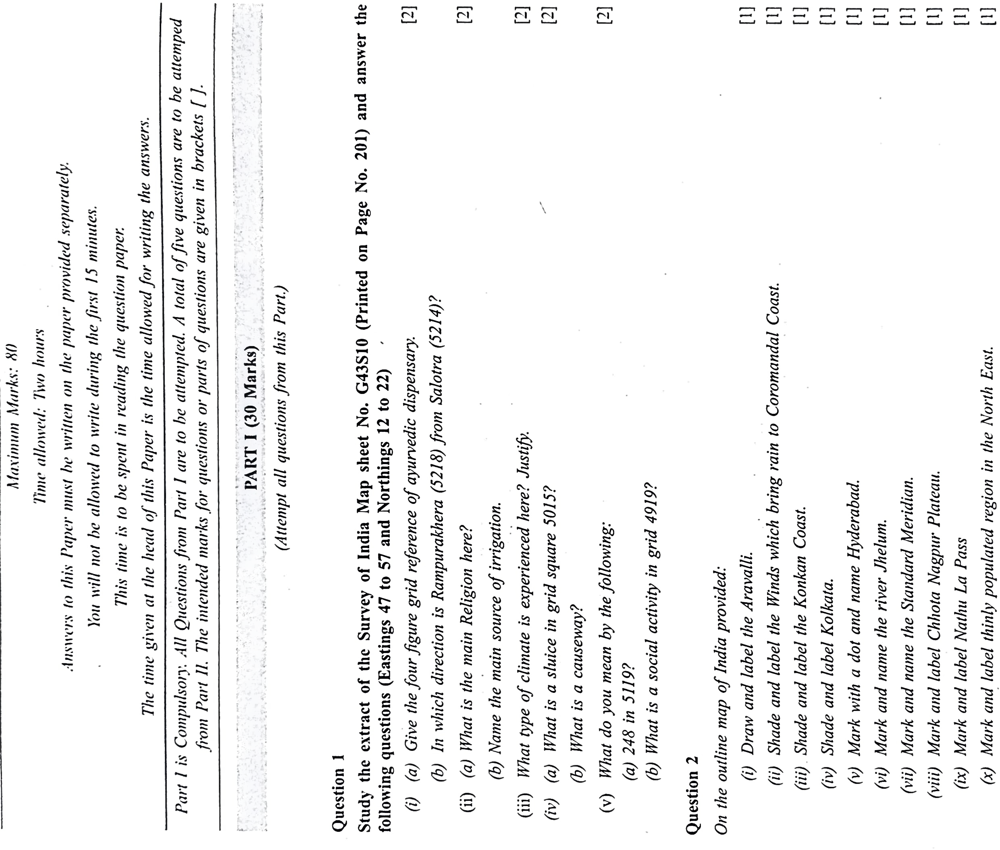 Maximum Marks: 80
Time allowed: Two hours
Answers to this Paper must be written on the paper provided separately.
You will not be allowed to write during the first 15 minutes.
This time is to be spent in reading the question paper.
The time given at the head of this Paper is the time allowed for writing the answers.
Part I is Compulsory. All Questions from Part I are to be attempted. A total of five questions are to be attemped
from Part II. The intended marks for questions or parts of questions are given in brackets [ ].
PART I (30 Marks)
(Attempt all questions from this Part.)
Question 1
Study the extract of the Survey of India Map sheet No. G43S10 (Printed on Page No. 201) and answer the
following questions (Eastings 47 to 57 and Northings 12 to 22)
(i) (a) Give the four figure grid reference of ayurvedic dispensary. [2]
(b) In which direction is Rampurakhera (5218) from Salotra (5214)?
(ii) (a) What is the main Religion here? [2]
(b) Name the main source of irrigation.
(iii) What type of climate is experienced here? Justify. [2]
(iv) (a) What is a sluice in grid square 5015? [2]
(b) What is a causeway?
(v) What do you mean by the following: [2]
(a) 248 in 5119?
(b) What is a social activity in grid 4919?
Question 2
On the outline map of India provided:
(i) Draw and label the Aravalli. [1]
(ii) Shade and label the Winds which bring rain to Coromandal Coast. [1]
(iii) Shade and label the Konkan Coast. [1]
(iv) Shade and label Kolkata. [1]
(v) Mark with a dot and name Hyderabad. [1]
(vi) Mark and name the river Jhelum. [1]
(vii) Mark and name the Standard Meridian. [1]
(viii) Mark and label Chhota Nagpur Plateau. [1]
(ix) Mark and label Nathu La Pass [1]
(x) Mark and label thinly populated region in the North East. [1]